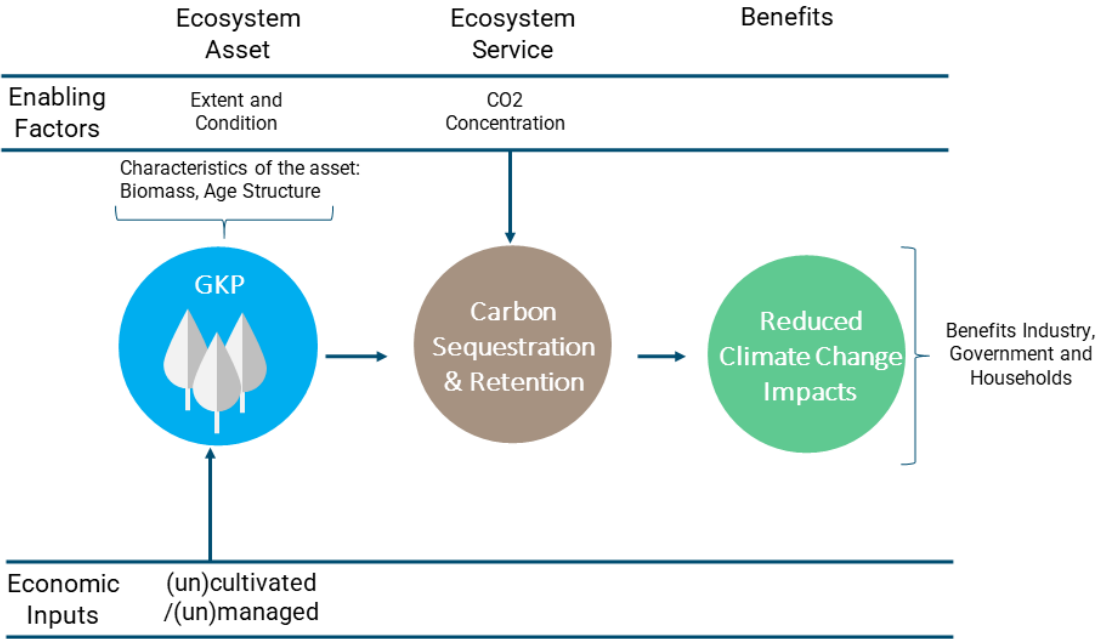 Ecosystem
Asset
Ecosystem
Service
Benefits
Enabling
Factors
Extent and
Condition
CO2
Concentration
Characteristics of the asset:
Biomass, Age Structure
GKP
Carbon
Sequestration
& Retention
Reduced
Climate Change
Impacts
Benefits Industry,
Government and
Households
Economic
Inputs
(un)cultivated
/(un)managed